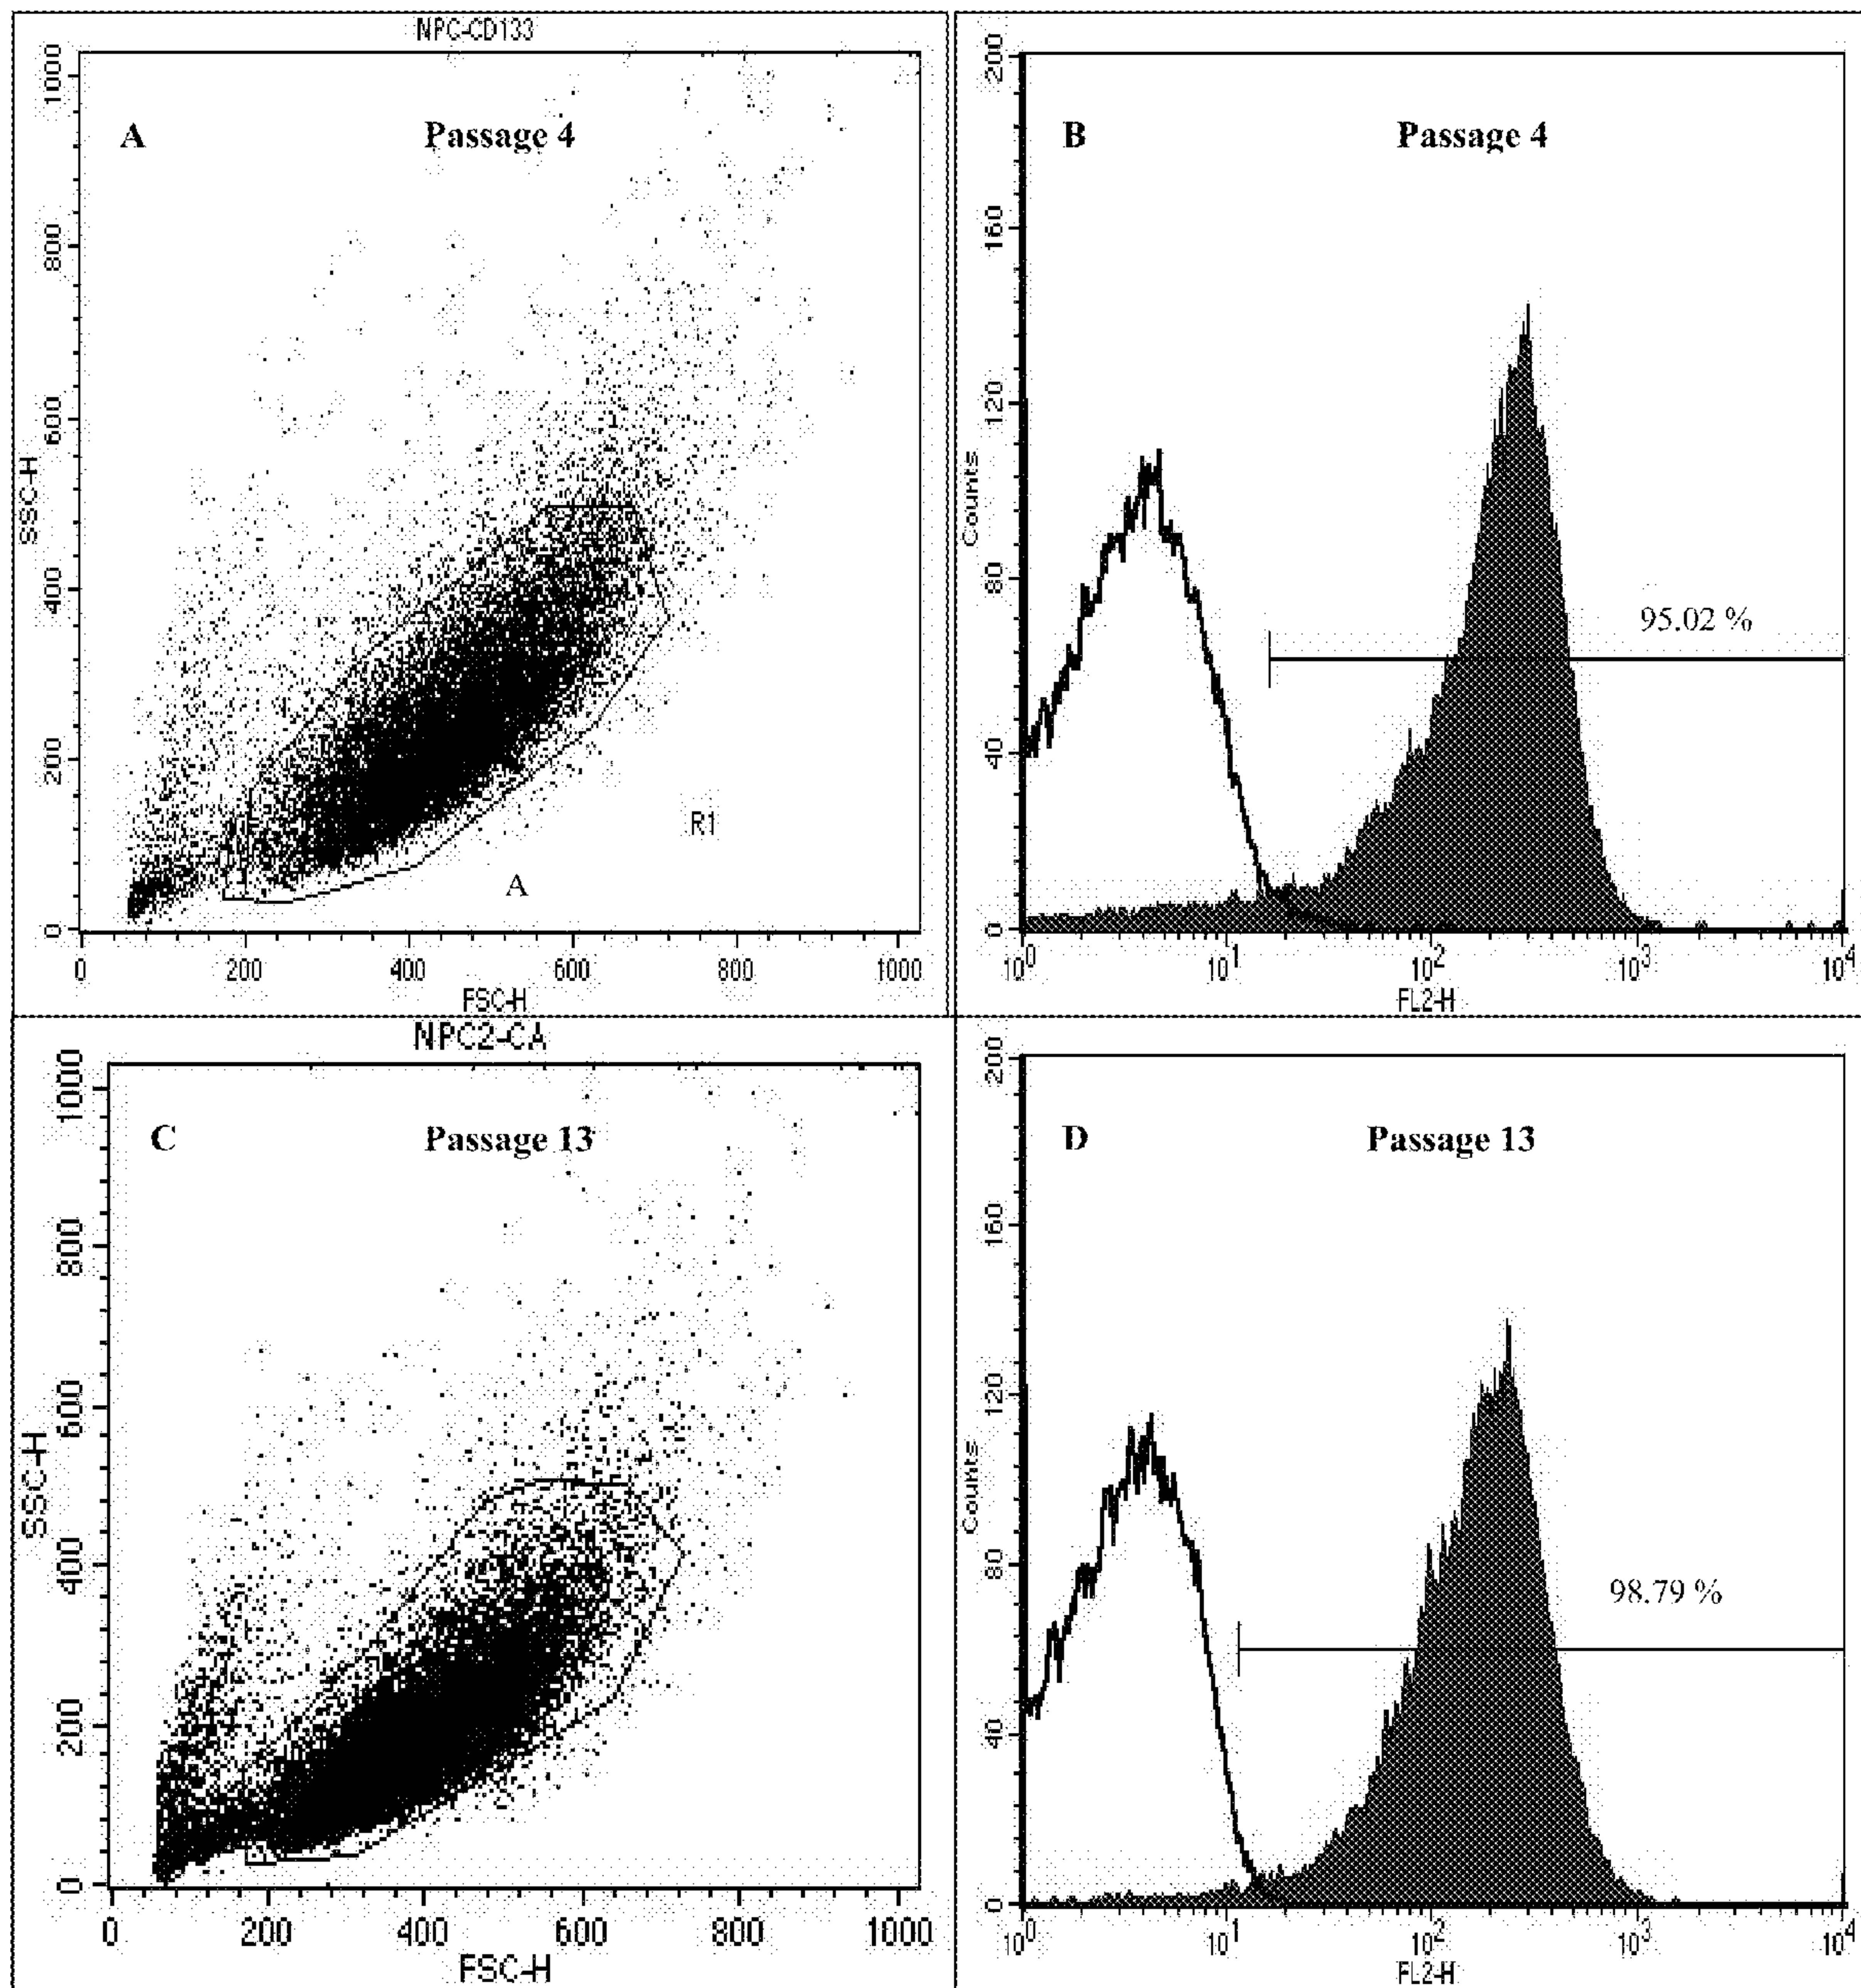 NPC-CD133
A
Passage 4
1000
800
600
400
200
0
SSC-H
R1
A
0 200 400 600 800 1000
FSC-H
B
Passage 4
200
160
120
80
40
0
Counts
95.02 %
10^0 10^1 10^2 10^3 10^4
FL2-H
NPC2-CA
C
Passage 13
1000
800
600
400
200
0
SSC-H
0 200 400 600 800 1000
FSC-H
D
Passage 13
200
160
120
80
40
0
Counts
98.79 %
10^0 10^1 10^2 10^3 10^4
FL2-H